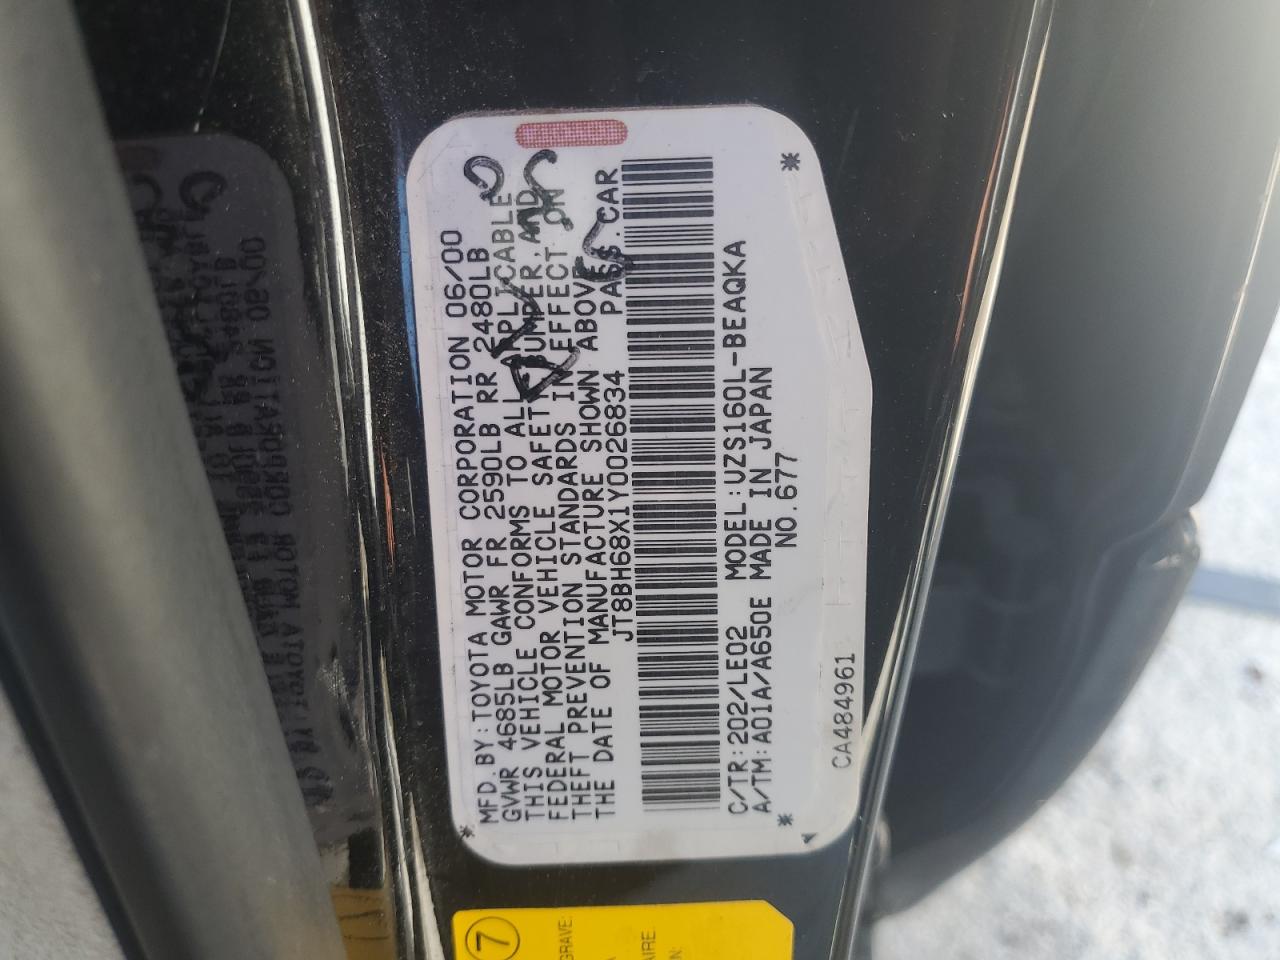 MFD.BY:TOYOTA MOTOR CORPORATION 06/00
GVWR 4685LB GAWR FR 2590LB RR 2480LB
THIS VEHICLE CONFORMS TO ALL APPLICABLE
FEDERAL MOTOR VEHICLE SAFETY BUMPER, AND
THEFT PREVENTION STANDARDS IN EFFECT ON
THE DATE OF MANUFACTURE SHOWN ABOVE.
JT8BH68X1Y0026834 PASS.CAR
C/TR:202/LE02 MODEL:UZS160L-BEAQKA
A/TM:A01A/A650E MADE IN JAPAN
NO.677
CA484961
7
GRAVE:
AIRE.